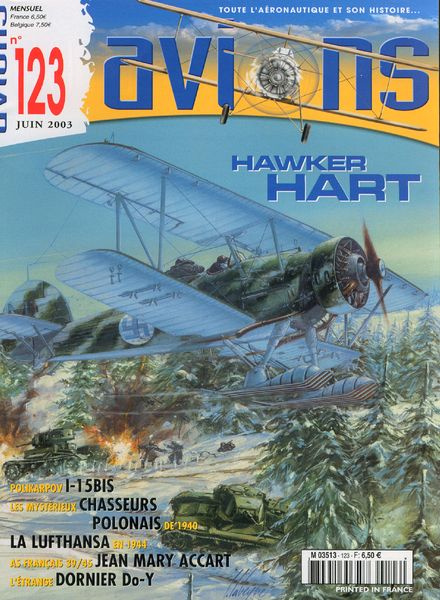 MENSUEL
France 6,50€
Belgique 7,50€
n°
123
JUIN 2003
TOUTE L'AÉRONAUTIQUE ET SON HISTOIRE...
avions
HAWKER
HART
POLIKARPOV I-15BIS
LES MYSTÉRIEUX CHASSEURS
POLONAIS DE 1940
LA LUFTHANSA EN 1944
AS FRANÇAIS 39/45 JEAN MARY ACCART
L'ÉTRANGE DORNIER Do-Y
M 03513 - 123 - F: 6,50 €
PRINTED IN FRANCE